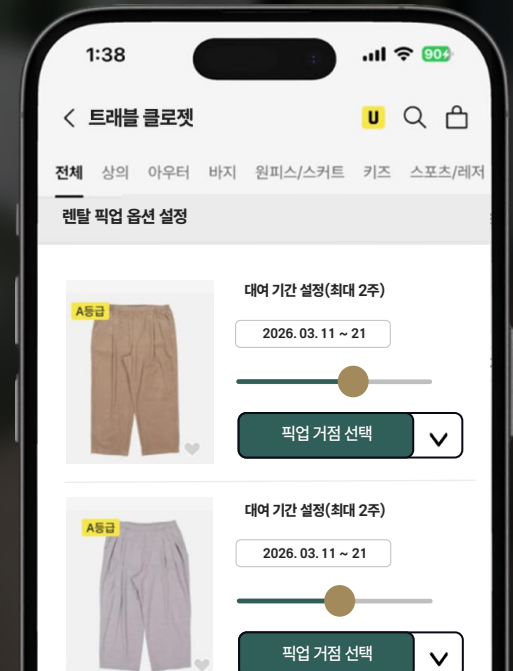 1:38
90
트래블 클로젯
U
전체 상의 아우터 바지 원피스/스커트 키즈 스포츠/레저
렌탈 픽업 옵션 설정
A등급
대여 기간 설정(최대 2주)
2026. 03. 11 ~ 21
픽업 거점 선택
A등급
대여 기간 설정(최대 2주)
2026. 03. 11 ~ 21
픽업 거점 선택